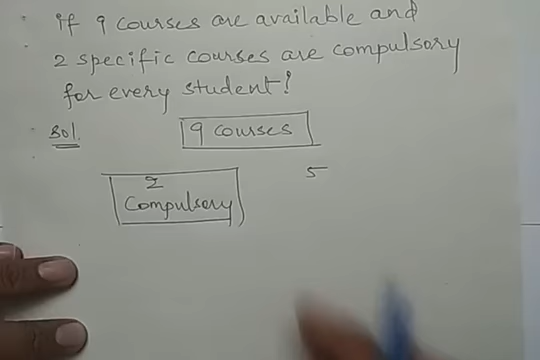 if 9 courses are available and
2 specific courses are compulsory
for every student?
Sol.
9 courses
2
5
Compulsory